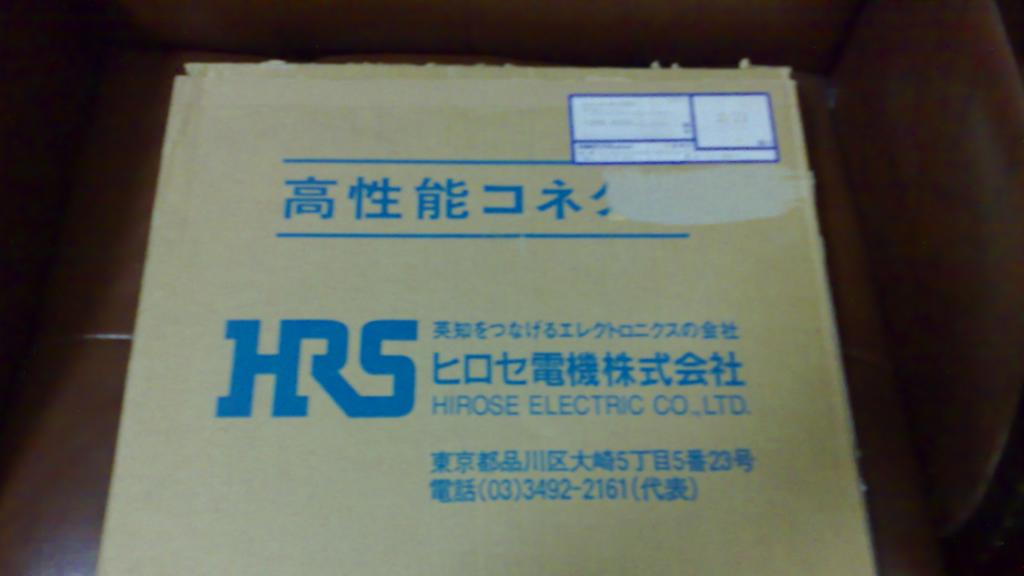 高性能コネク
HRS
英知をつなげるエレクトロニクスの会社
ヒロセ電機株式会社
HIROSE ELECTRIC CO.,LTD.
東京都品川区大崎5丁目5番23号
電話(03)3492-2161(代表)